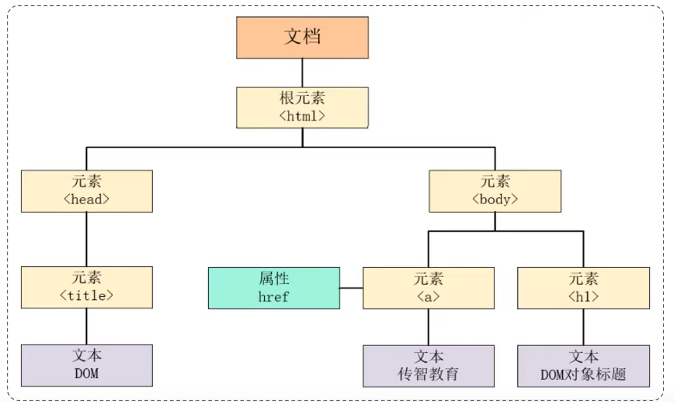 文档
根元素
<html>
元素
<head>
元素
<body>
元素
<title>
属性
href
元素
<a>
元素
<h1>
文本
DOM
文本
传智教育
文本
DOM对象标题